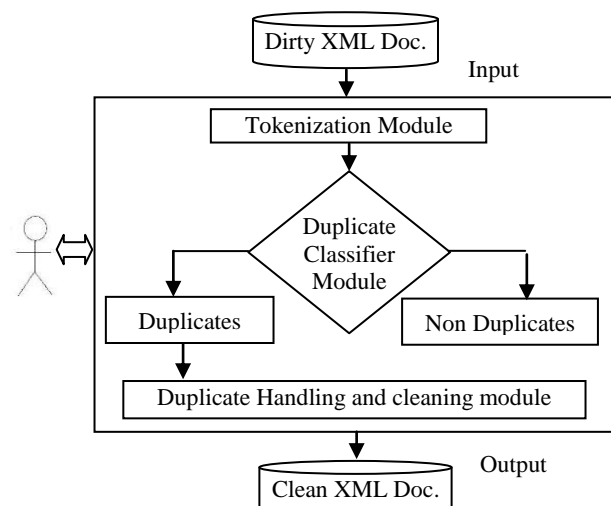 Dirty XML Doc.
Input
Tokenization Module
Duplicate
Classifier
Module
Duplicates
Non Duplicates
Duplicate Handling and cleaning module
Output
Clean XML Doc.